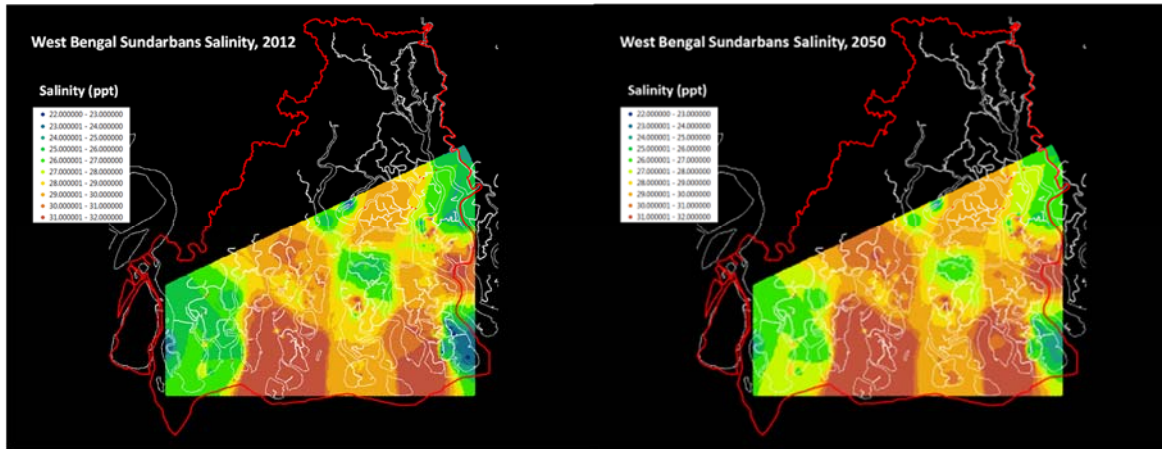 West Bengal Sundarbans Salinity, 2012
Salinity (ppt)
22.000000 - 23.000000
23.000001 - 24.000000
24.000001 - 25.000000
25.000001 - 26.000000
26.000001 - 27.000000
27.000001 - 28.000000
28.000001 - 29.000000
29.000001 - 30.000000
30.000001 - 31.000000
31.000001 - 32.000000
West Bengal Sundarbans Salinity, 2050
Salinity (ppt)
22.000000 - 23.000000
23.000001 - 24.000000
24.000001 - 25.000000
25.000001 - 26.000000
26.000001 - 27.000000
27.000001 - 28.000000
28.000001 - 29.000000
29.000001 - 30.000000
30.000001 - 31.000000
31.000001 - 32.000000